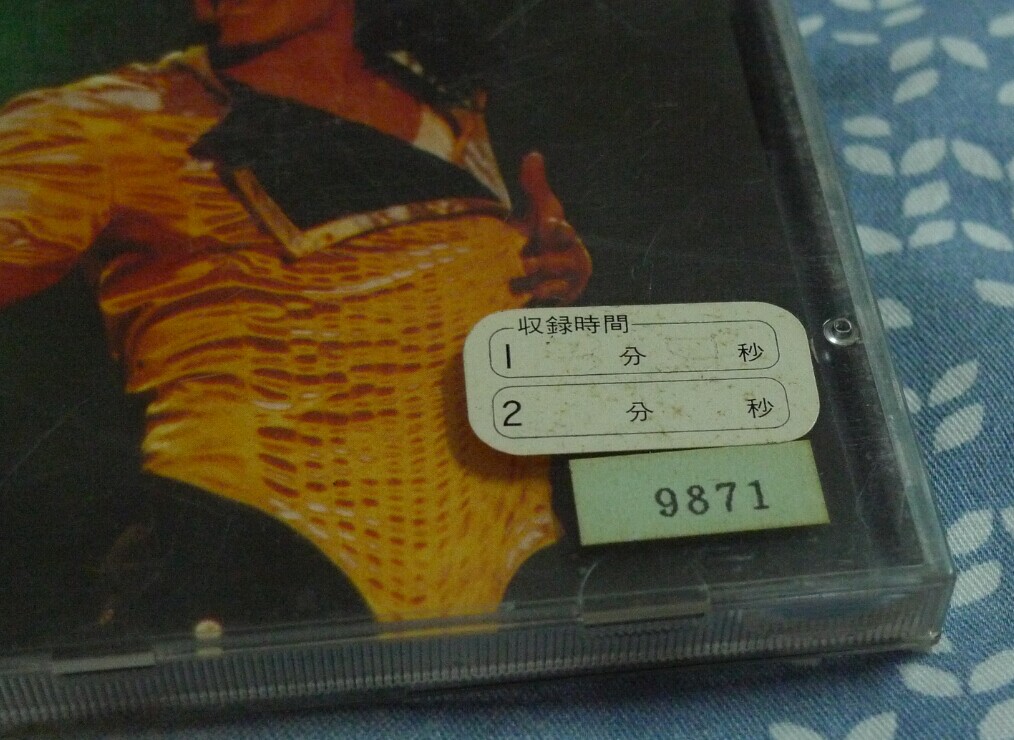 収録時間
1 分 秒
2 分 秒
9871